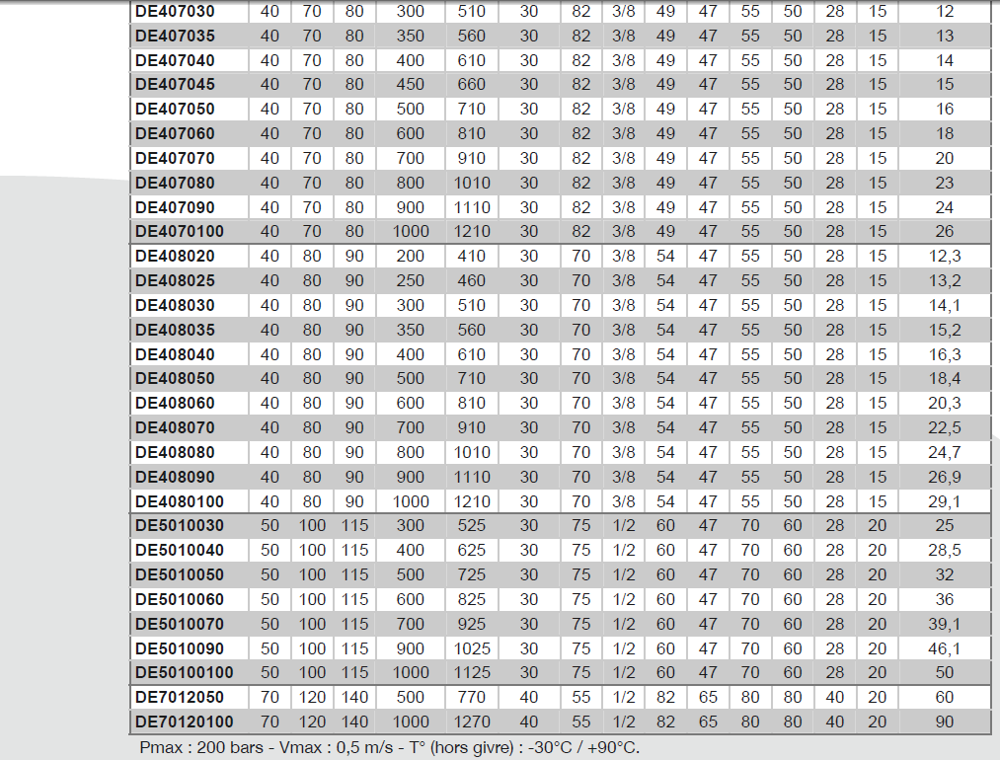 DE407030 40 70 80 300 510 30 82 3/8 49 47 55 50 28 15 12
DE407035 40 70 80 350 560 30 82 3/8 49 47 55 50 28 15 13
DE407040 40 70 80 400 610 30 82 3/8 49 47 55 50 28 15 14
DE407045 40 70 80 450 660 30 82 3/8 49 47 55 50 28 15 15
DE407050 40 70 80 500 710 30 82 3/8 49 47 55 50 28 15 16
DE407060 40 70 80 600 810 30 82 3/8 49 47 55 50 28 15 18
DE407070 40 70 80 700 910 30 82 3/8 49 47 55 50 28 15 20
DE407080 40 70 80 800 1010 30 82 3/8 49 47 55 50 28 15 23
DE407090 40 70 80 900 1110 30 82 3/8 49 47 55 50 28 15 24
DE4070100 40 70 80 1000 1210 30 82 3/8 49 47 55 50 28 15 26
DE408020 40 80 90 200 410 30 70 3/8 54 47 55 50 28 15 12,3
DE408025 40 80 90 250 460 30 70 3/8 54 47 55 50 28 15 13,2
DE408030 40 80 90 300 510 30 70 3/8 54 47 55 50 28 15 14,1
DE408035 40 80 90 350 560 30 70 3/8 54 47 55 50 28 15 15,2
DE408040 40 80 90 400 610 30 70 3/8 54 47 55 50 28 15 16,3
DE408050 40 80 90 500 710 30 70 3/8 54 47 55 50 28 15 18,4
DE408060 40 80 90 600 810 30 70 3/8 54 47 55 50 28 15 20,3
DE408070 40 80 90 700 910 30 70 3/8 54 47 55 50 28 15 22,5
DE408080 40 80 90 800 1010 30 70 3/8 54 47 55 50 28 15 24,7
DE408090 40 80 90 900 1110 30 70 3/8 54 47 55 50 28 15 26,9
DE4080100 40 80 90 1000 1210 30 70 3/8 54 47 55 50 28 15 29,1
DE5010030 50 100 115 300 525 30 75 1/2 60 47 70 60 28 20 25
DE5010040 50 100 115 400 625 30 75 1/2 60 47 70 60 28 20 28,5
DE5010050 50 100 115 500 725 30 75 1/2 60 47 70 60 28 20 32
DE5010060 50 100 115 600 825 30 75 1/2 60 47 70 60 28 20 36
DE5010070 50 100 115 700 925 30 75 1/2 60 47 70 60 28 20 39,1
DE5010090 50 100 115 900 1025 30 75 1/2 60 47 70 60 28 20 46,1
DE50100100 50 100 115 1000 1125 30 75 1/2 60 47 70 60 28 20 50
DE7012050 70 120 140 500 770 40 55 1/2 82 65 80 80 40 20 60
DE70120100 70 120 140 1000 1270 40 55 1/2 82 65 80 80 40 20 90
Pmax : 200 bars - Vmax : 0,5 m/s - T° (hors givre) : -30°C / +90°C.